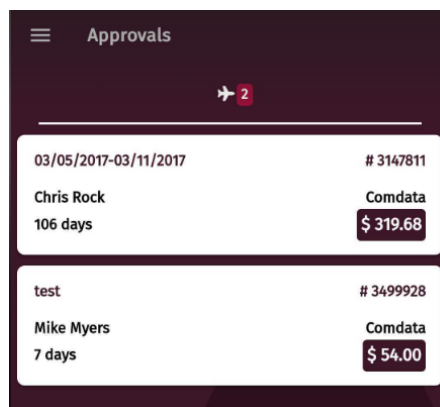 Approvals
2
03/05/2017-03/11/2017 # 3147811
Chris Rock Comdata
106 days $ 319.68
test # 3499928
Mike Myers Comdata
7 days $ 54.00